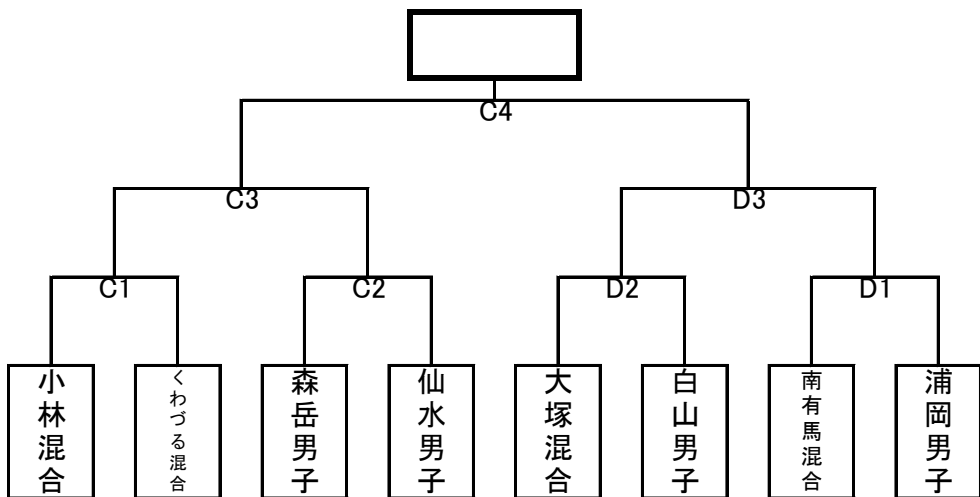 C4
C3
D3
C1
C2
D2
D1
小林混合
くわづる混合
森岳男子
仙水男子
大塚混合
白山男子
南有馬混合
浦岡男子